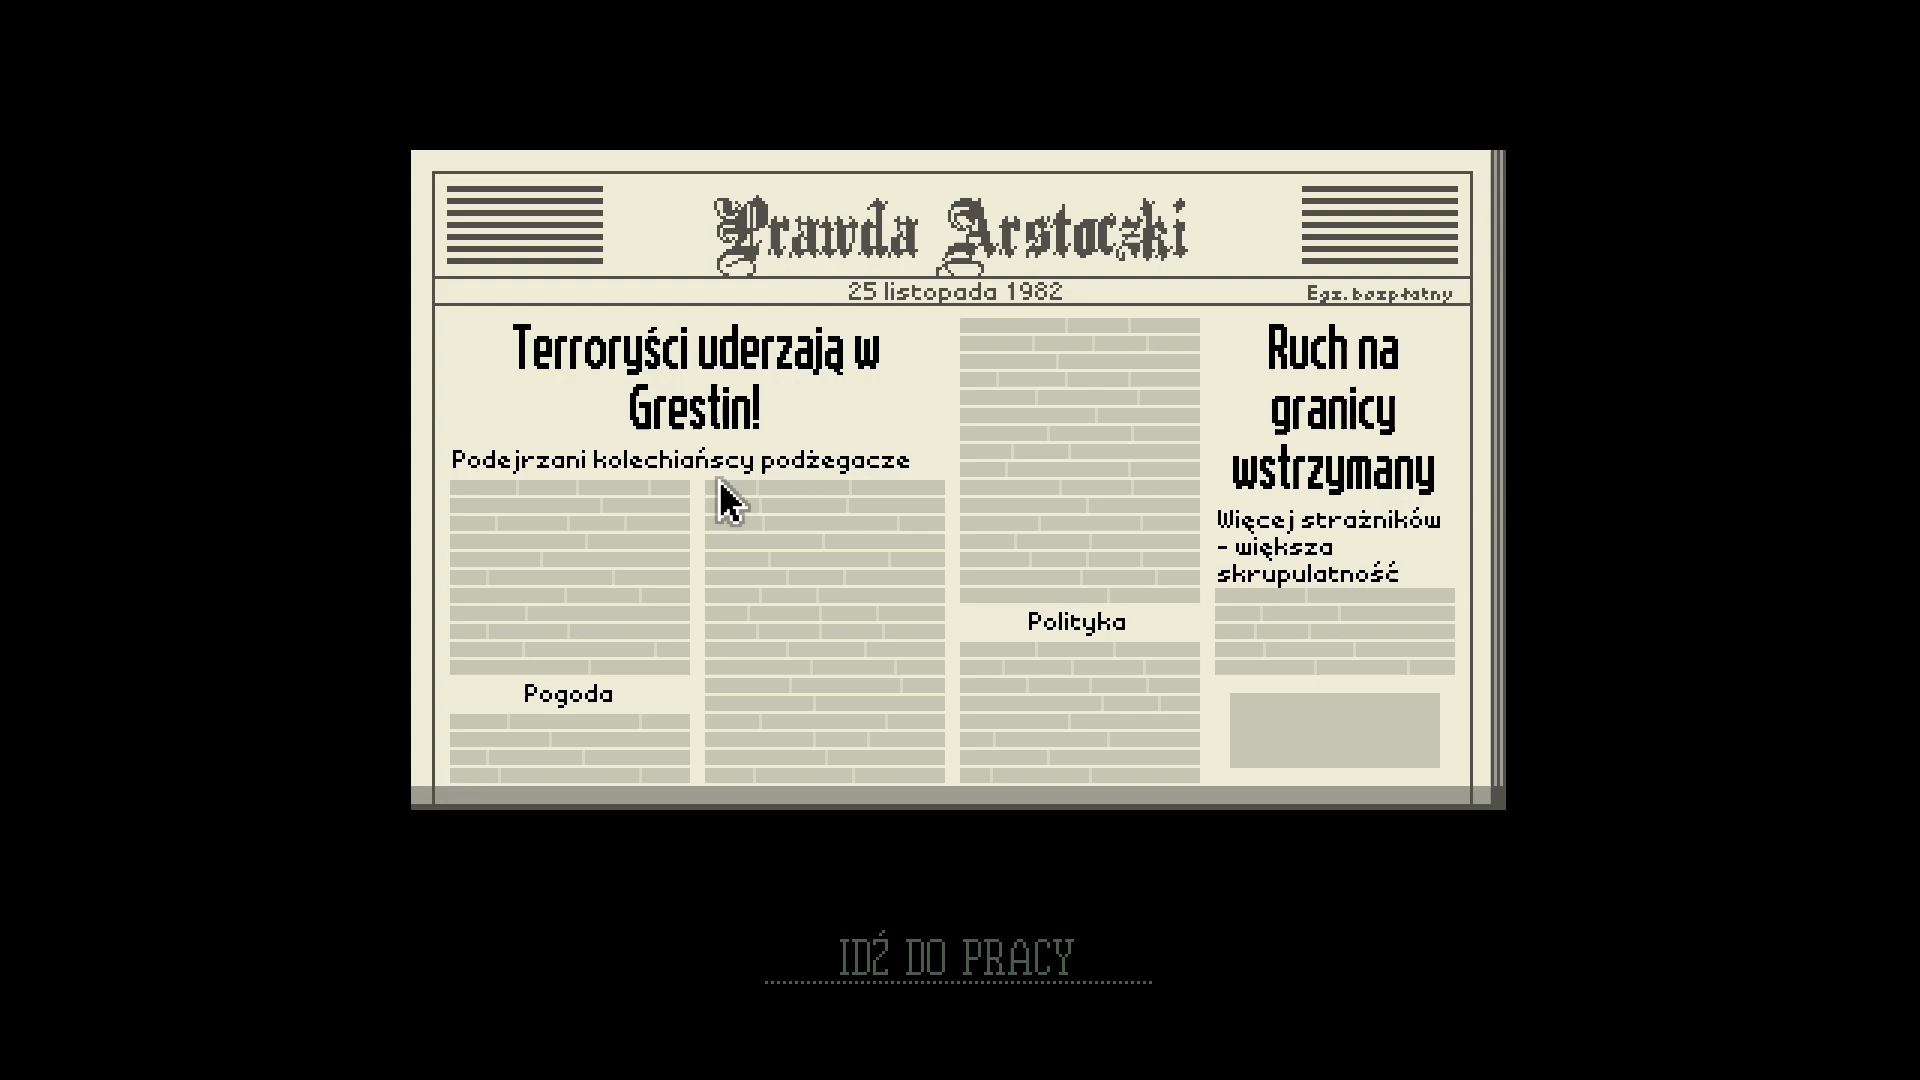 Prawda Arstoczki
25 listopada 1982
Egz. bezpłatny
Terroryści uderzają w
Grestin!
Podejrzani kolechiańscy podżegacze
Pogoda
Polityka
Ruch na
granicy
wstrzymany
Więcej strażników
- większa
skrupulatność
IDŹ DO PRACY